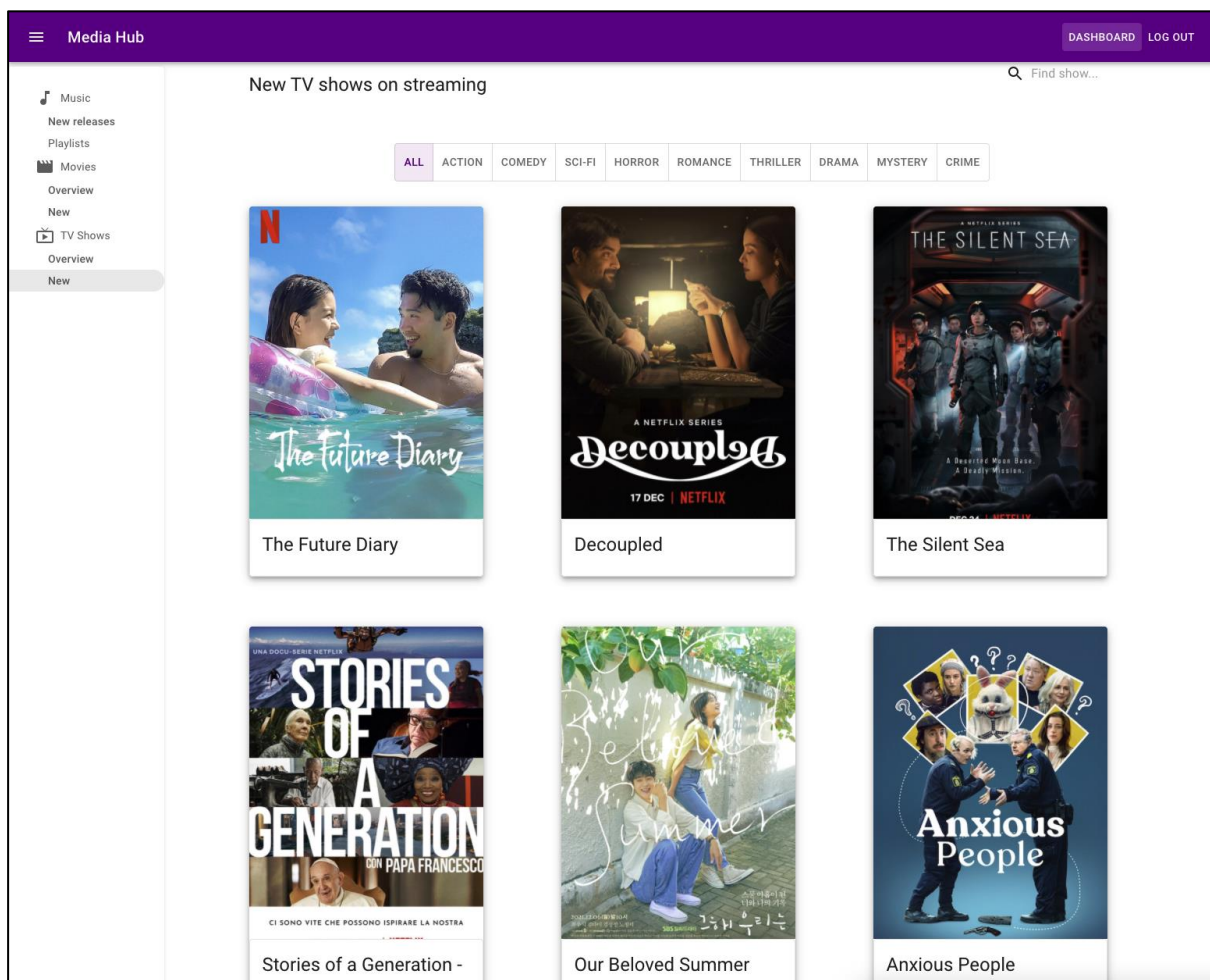 Media Hub
DASHBOARD LOG OUT
Music
New releases
Playlists
Movies
Overview
New
TV Shows
Overview
New
New TV shows on streaming
Find show...
ALL ACTION COMEDY SCI-FI HORROR ROMANCE THRILLER DRAMA MYSTERY CRIME
N
The Future Diary
The Future Diary
A NETFLIX SERIES
Decoupled
17 DEC | NETFLIX
Decoupled
A NETFLIX SERIES
THE SILENT SEA
A Deserted Moon Base.
A Deadly Mission.
DEC 24 | NETFLIX
The Silent Sea
UNA DOCU-SERIE NETFLIX
STORIES
OF
A
GENERATION
CON PAPA FRANCESCO
CI SONO VITE CHE POSSONO ISPIRARE LA NOSTRA
NETFLIX
Stories of a Generation -
Our
Beloved
Summer
그 해 우리는
SBS
Our Beloved Summer
? ? ?
? ?
Anxious
People
Anxious People